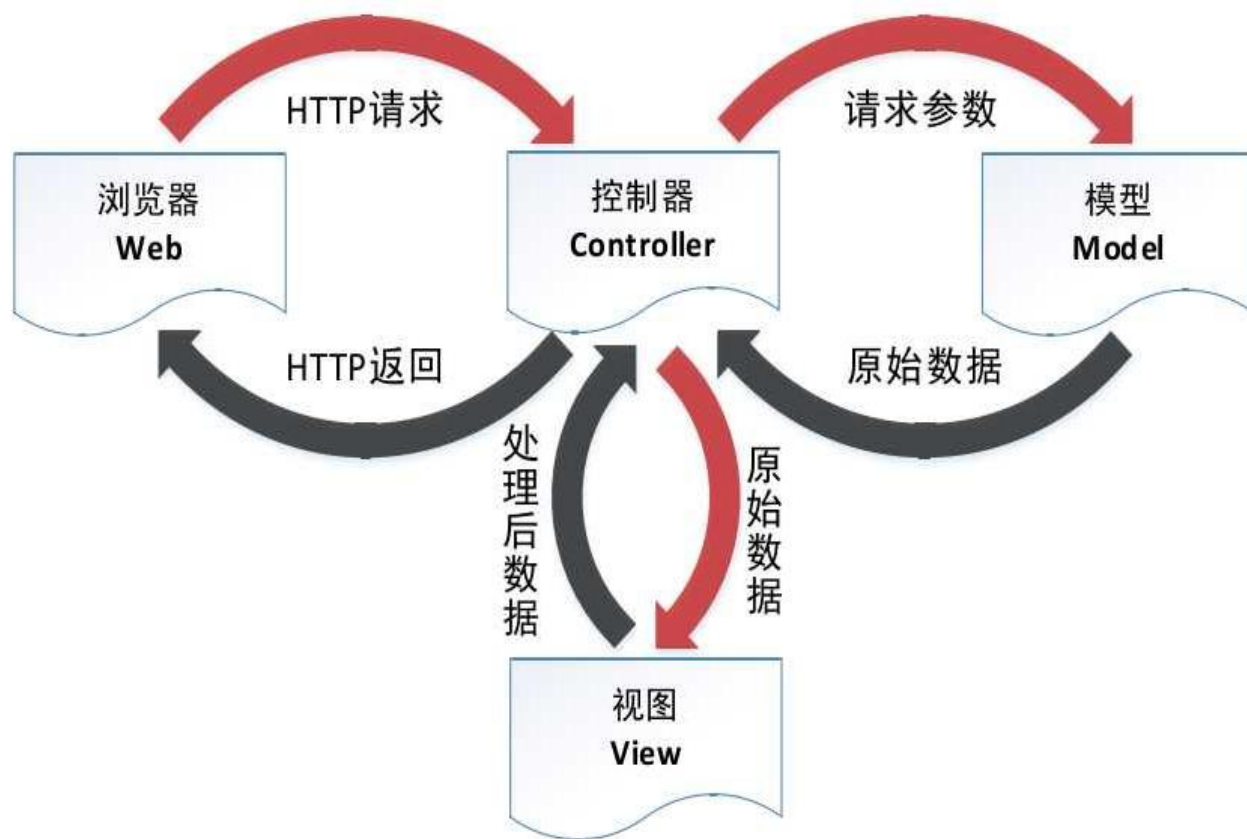 HTTP请求
请求参数
浏览器
Web
控制器
Controller
模型
Model
HTTP返回
原始数据
处理后数据
原始数据
视图
View